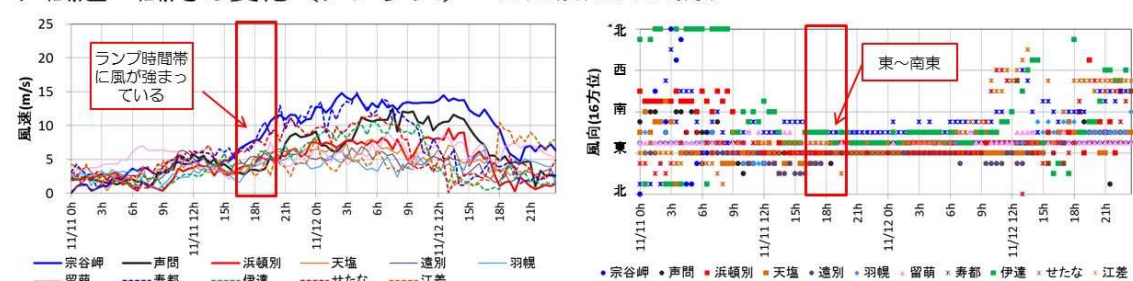 25
20
15
10
5
0
風速(m/s)
ランプ時間帯
に風が強まっ
ている
11/11 0h 3h 6h 9h 11/11 12h 15h 18h 21h 11/12 0h 3h 6h 9h 11/12 12h 15h 18h 21h
宗谷岬 声問 浜頓別 天塩 遠別 羽幌
留萌 寿都 伊達 せたな 江差
北
西
南
東
北
風向(16方位)
東～南東
11/11 0h 3h 6h 9h 11/11 12h 15h 18h 21h 11/12 0h 3h 6h 9h 11/12 12h 15h 18h 21h
宗谷岬 声問 浜頓別 天塩 遠別 羽幌 留萌 寿都 伊達 せたな 江差